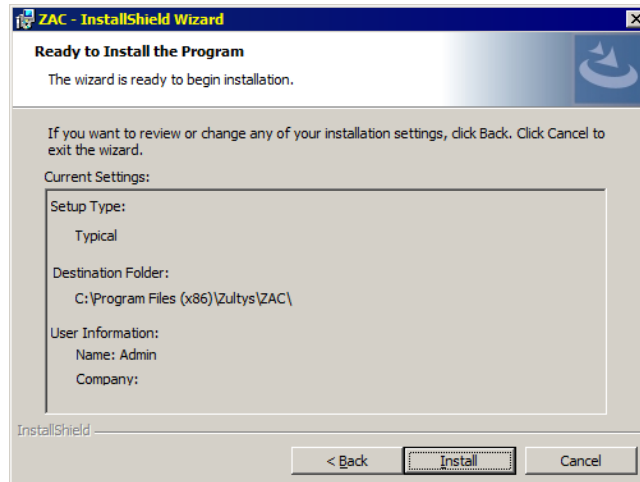 ZAC - InstallShield Wizard
Ready to Install the Program
The wizard is ready to begin installation.
If you want to review or change any of your installation settings, click Back. Click Cancel to
exit the wizard.
Current Settings:
Setup Type:
Typical
Destination Folder:
C:\Program Files (x86)\Zultys\ZAC\
User Information:
Name: Admin
Company:
InstallShield
< Back
Install
Cancel